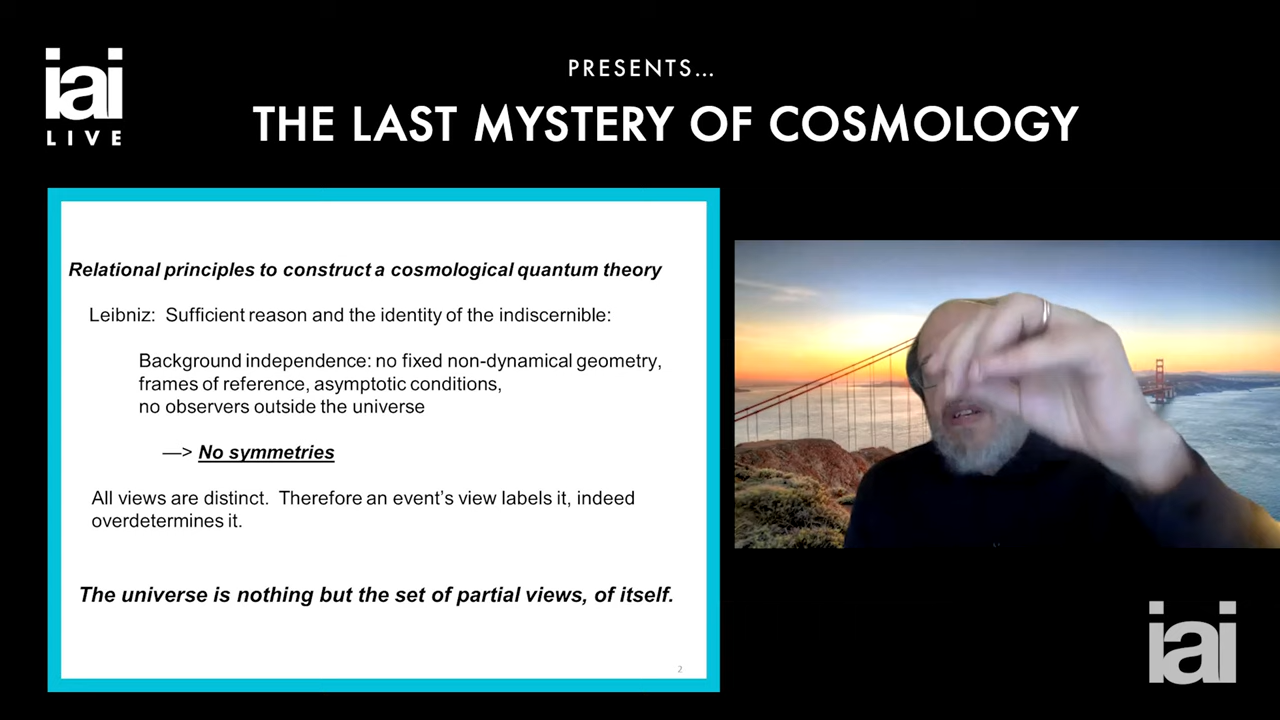 iai
LIVE
PRESENTS...
THE LAST MYSTERY OF COSMOLOGY
Relational principles to construct a cosmological quantum theory
Leibniz: Sufficient reason and the identity of the indiscernible:
Background independence: no fixed non-dynamical geometry,
frames of reference, asymptotic conditions,
no observers outside the universe
—> No symmetries
All views are distinct. Therefore an event's view labels it, indeed
overdetermines it.
The universe is nothing but the set of partial views, of itself.
2
iai